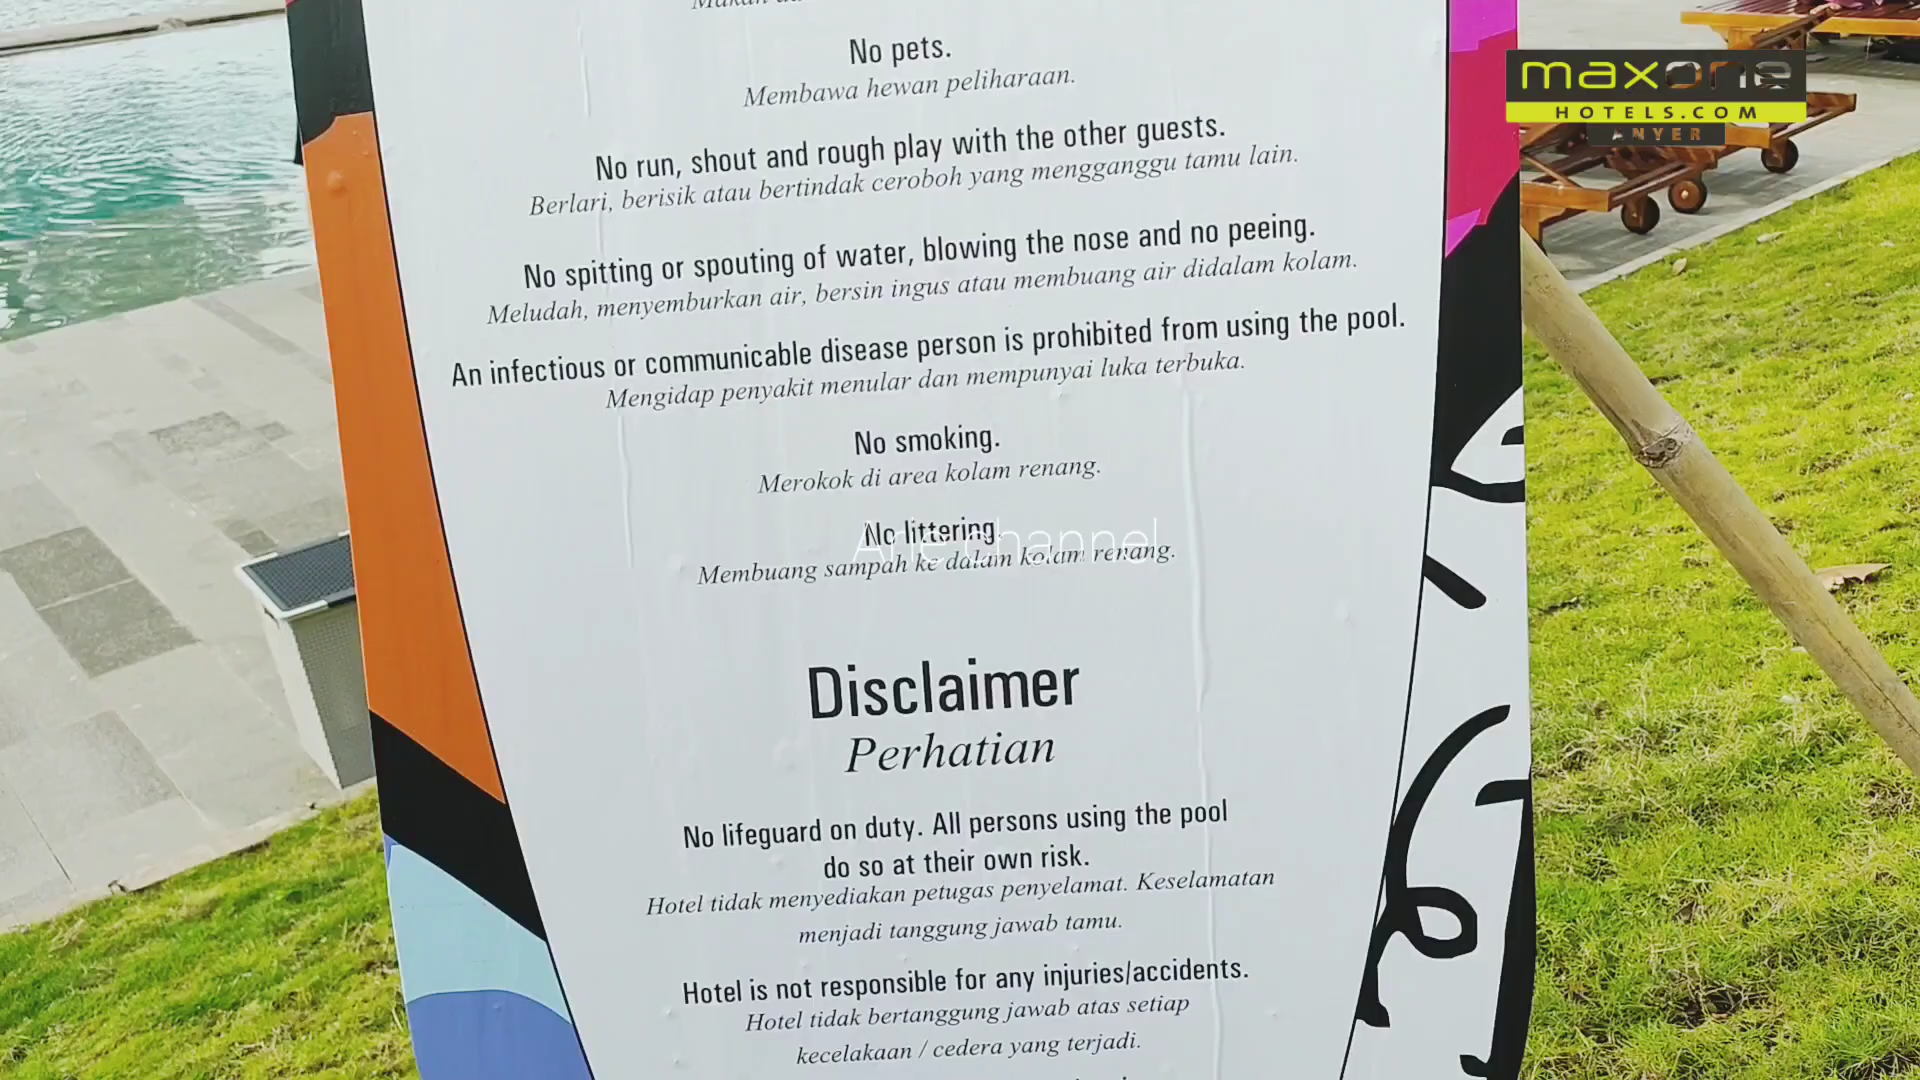 No pets.
Membawa hewan peliharaan.
No run, shout and rough play with the other guests.
Berlari, berisik atau bertindak ceroboh yang mengganggu tamu lain.
No spitting or spouting of water, blowing the nose and no peeing.
Meludah, menyemburkan air, bersin ingus atau membuang air didalam kolam.
An infectious or communicable disease person is prohibited from using the pool.
Mengidap penyakit menular dan mempunyai luka terbuka.
No smoking.
Merokok di area kolam renang.
No littering
Membuang sampah ke dalam kolam renang.
Disclaimer
Perhatian
No lifeguard on duty. All persons using the pool
do so at their own risk.
Hotel tidak menyediakan petugas penyelamat. Keselamatan
menjadi tanggung jawab tamu.
Hotel is not responsible for any injuries/accidents.
Hotel tidak bertanggung jawab atas setiap
kecelakaan / cedera yang terjadi.
maxone
HOTELS.COM
ANYER
channel